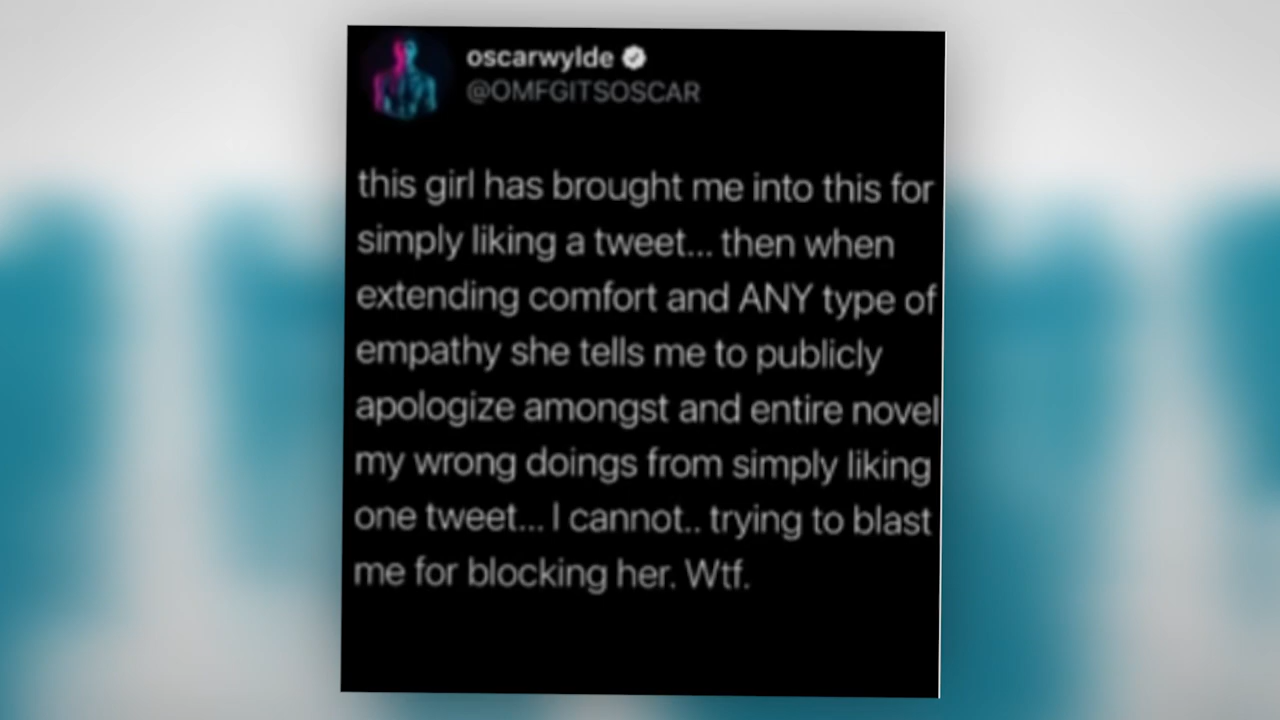 oscarwylde
@OMFGITSOSCAR
this girl has brought me into this for
simply liking a tweet... then when
extending comfort and ANY type of
empathy she tells me to publicly
apologize amongst and entire novel
my wrong doings from simply liking
one tweet... I cannot.. trying to blast
me for blocking her. Wtf.